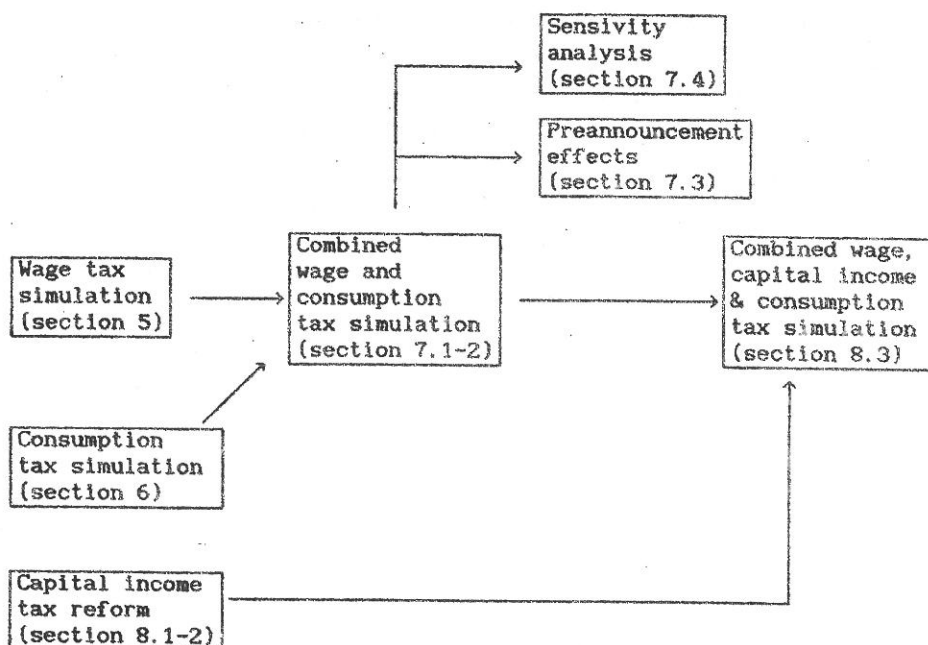 Sensivity
analysis
(section 7.4)
Preannouncement
effects
(section 7.3)
Wage tax
simulation
(section 5)
Combined
wage and
consumption
tax simulation
(section 7.1-2)
Combined wage,
capital income
& consumption
tax simulation
(section 8.3)
Consumption
tax simulation
(section 6)
Capital income
tax reform
(section 8.1-2)